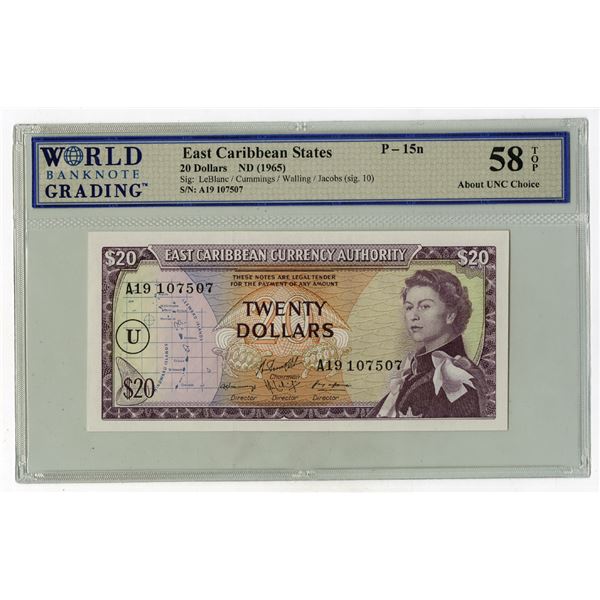 WORLD
BANKNOTE
GRADING™
East Caribbean States
P – 15n
20 Dollars ND (1965)
Sig: LeBlanc / Cummings / Walling / Jacobs (sig. 10)
S/N: A19 107507
58
TOP
About UNC Choice
$20
EAST CARIBBEAN CURRENCY AUTHORITY
$20
THESE NOTES ARE LEGAL TENDER
FOR THE PAYMENT OF ANY AMOUNT
A19 107507
TWENTY
DOLLARS
U
A19 107507
Chairman
$20
Director Director Director